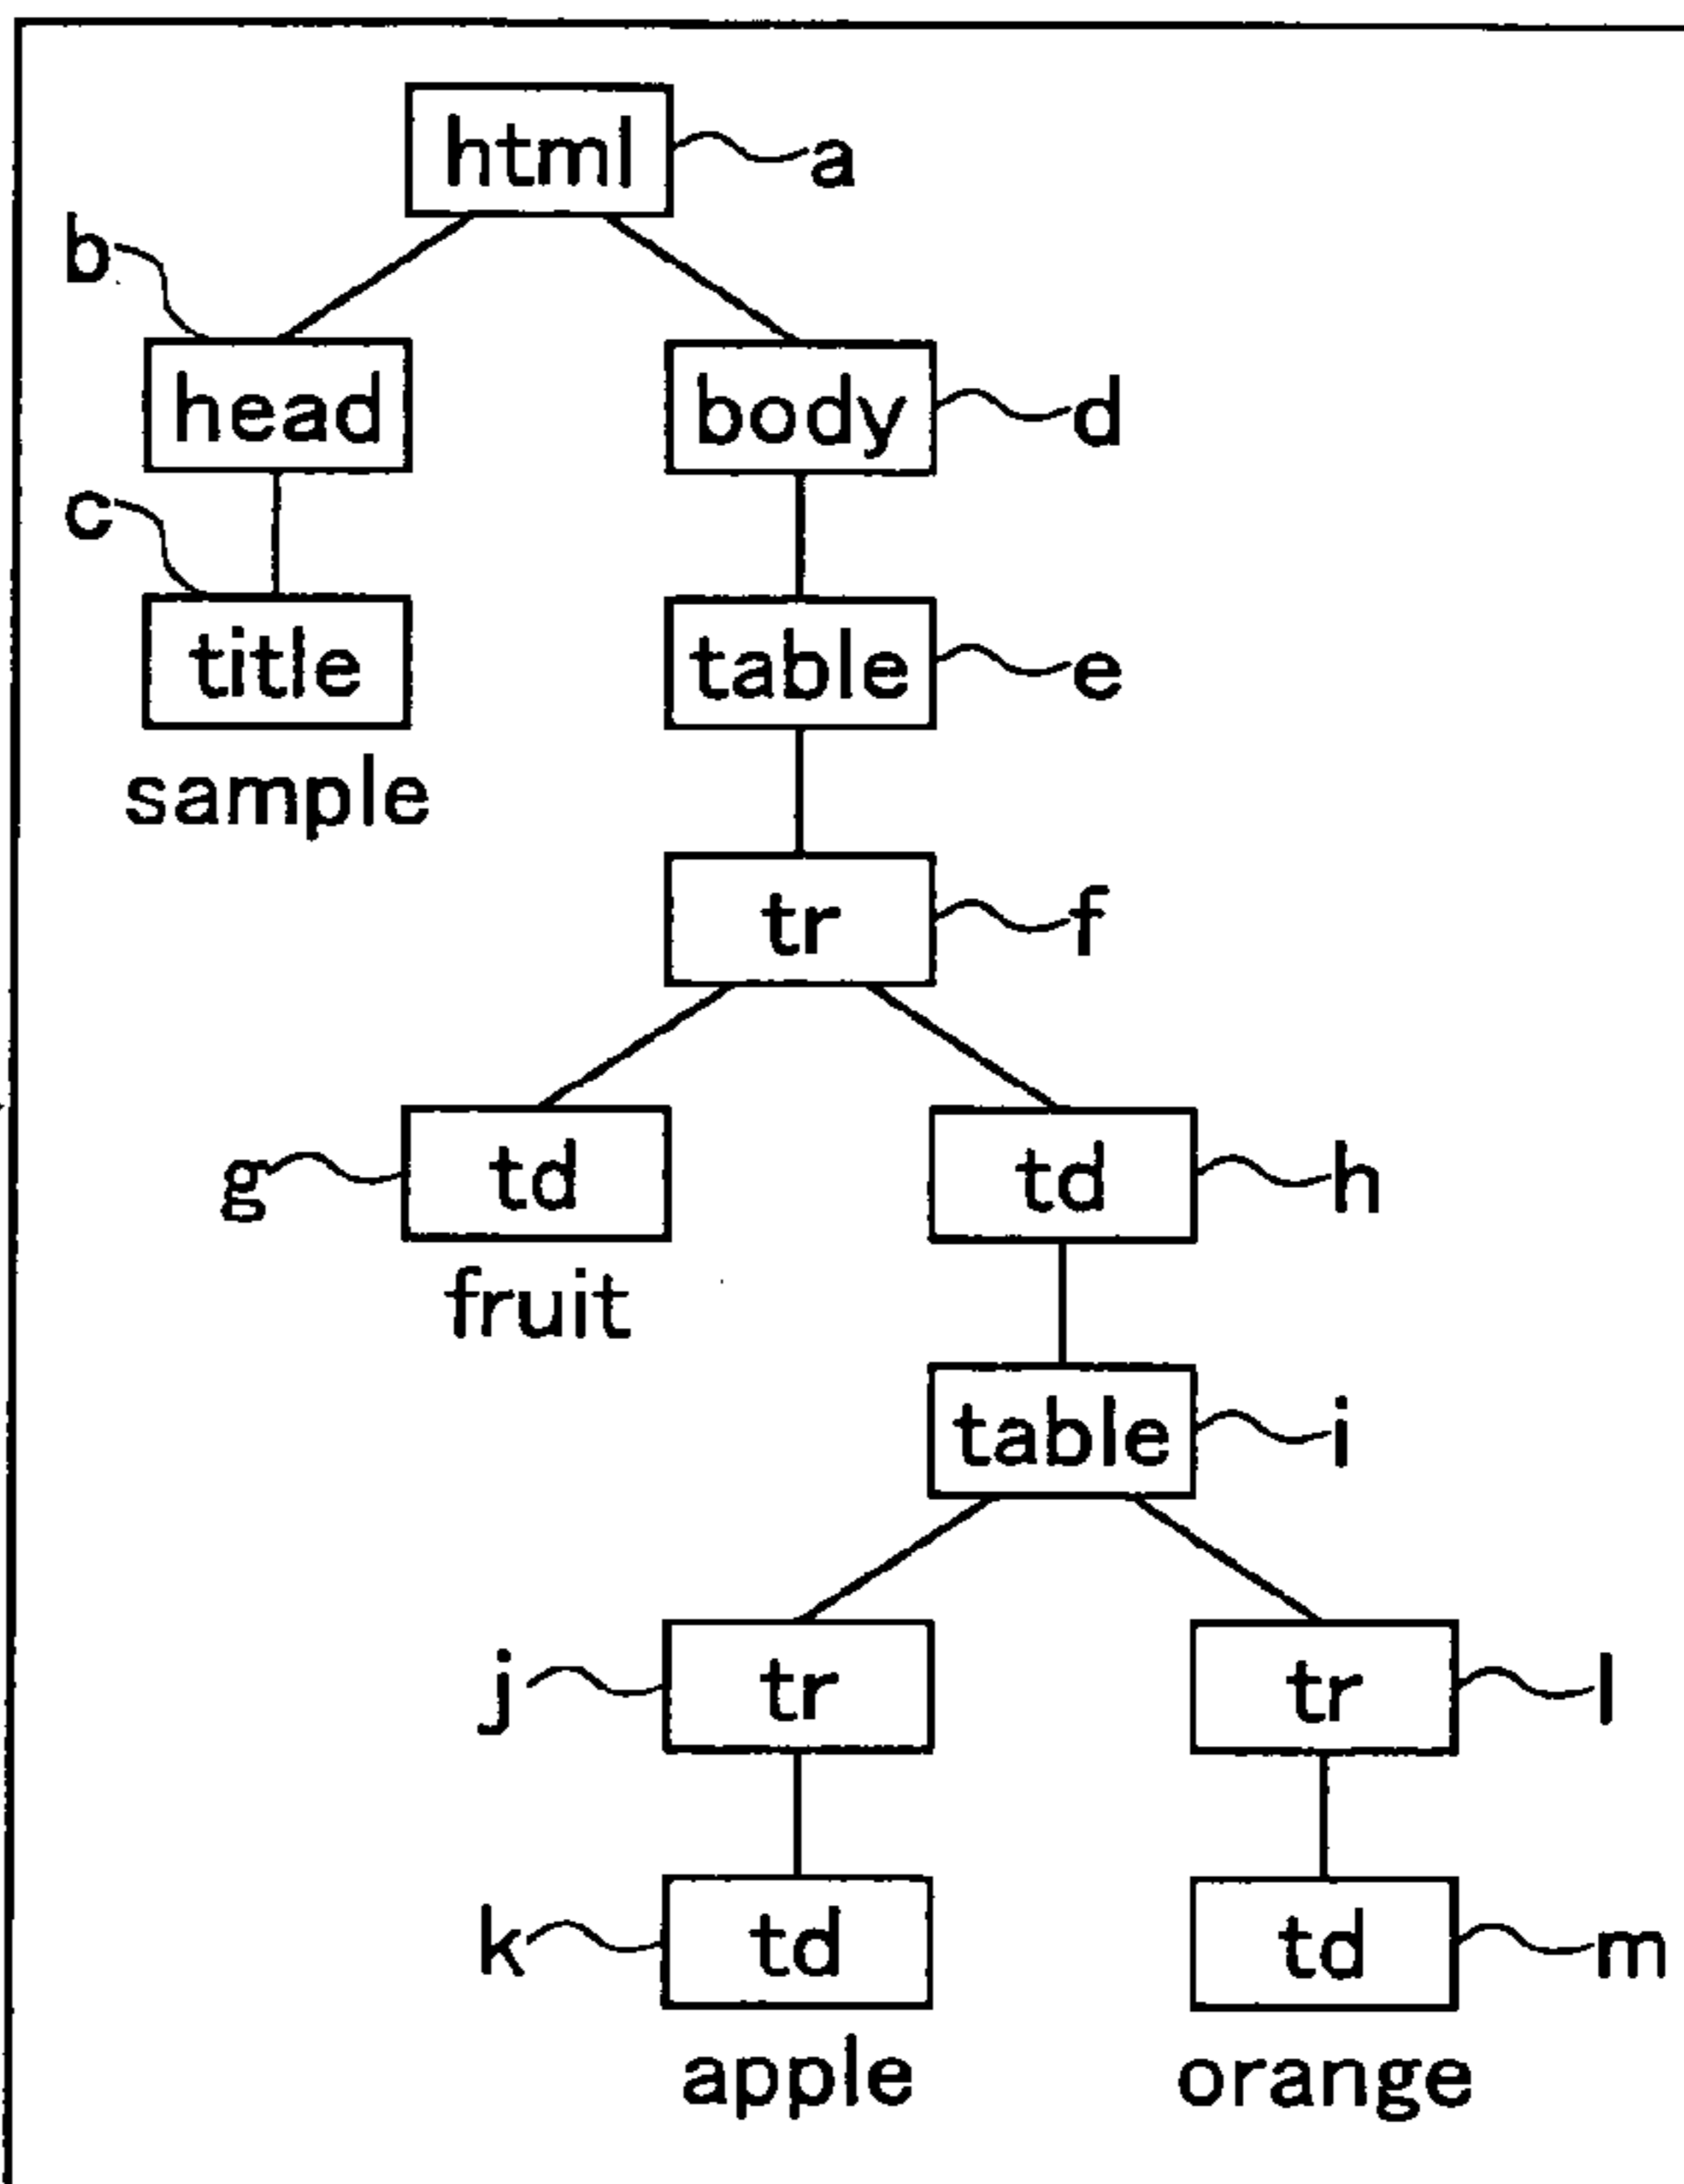 html a
b
head body d
c
title table e
sample
tr f
g td td h
fruit
table i
j tr tr l
k td td m
apple orange